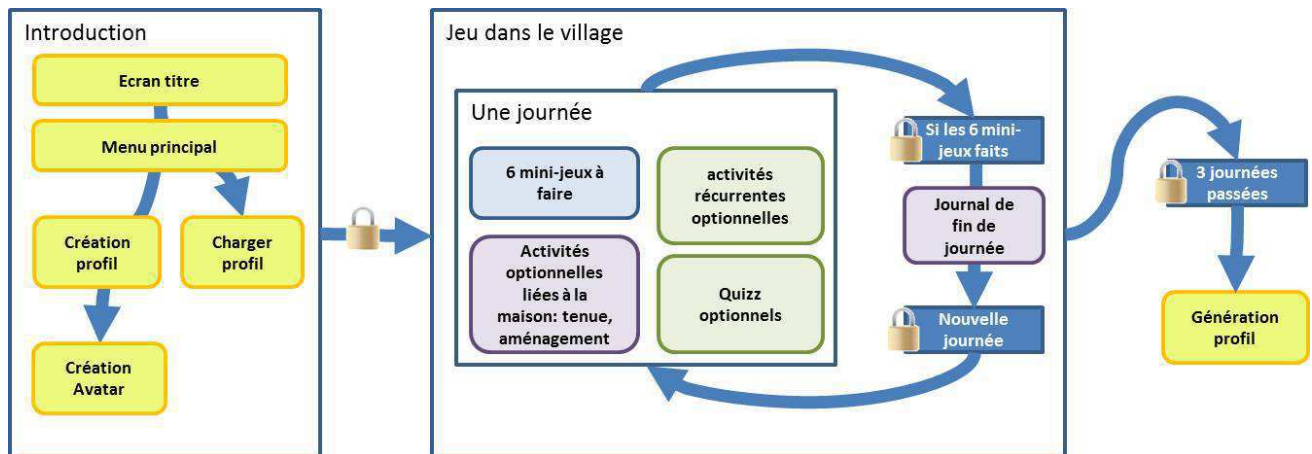 Introduction
Ecran titre
Menu principal
Création
profil
Charger
profil
Création
Avatar
Jeu dans le village
Une journée
6 mini-jeux à
faire
activités
récurrentes
optionnelles
Activités
optionnelles
liées à la
maison: tenue,
aménagement
Quizz
optionnels
Si les 6 mini-
jeux faits
Journal de
fin de
journée
Nouvelle
journée
3 journées
passées
Génération
profil